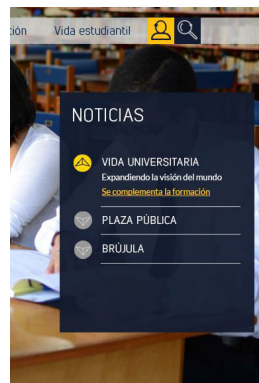 ción Vida estudiantil
NOTICIAS
VIDA UNIVERSITARIA
Expandiendo la visión del mundo
Se complementa la formación
PLAZA PÚBLICA
BRÚJULA